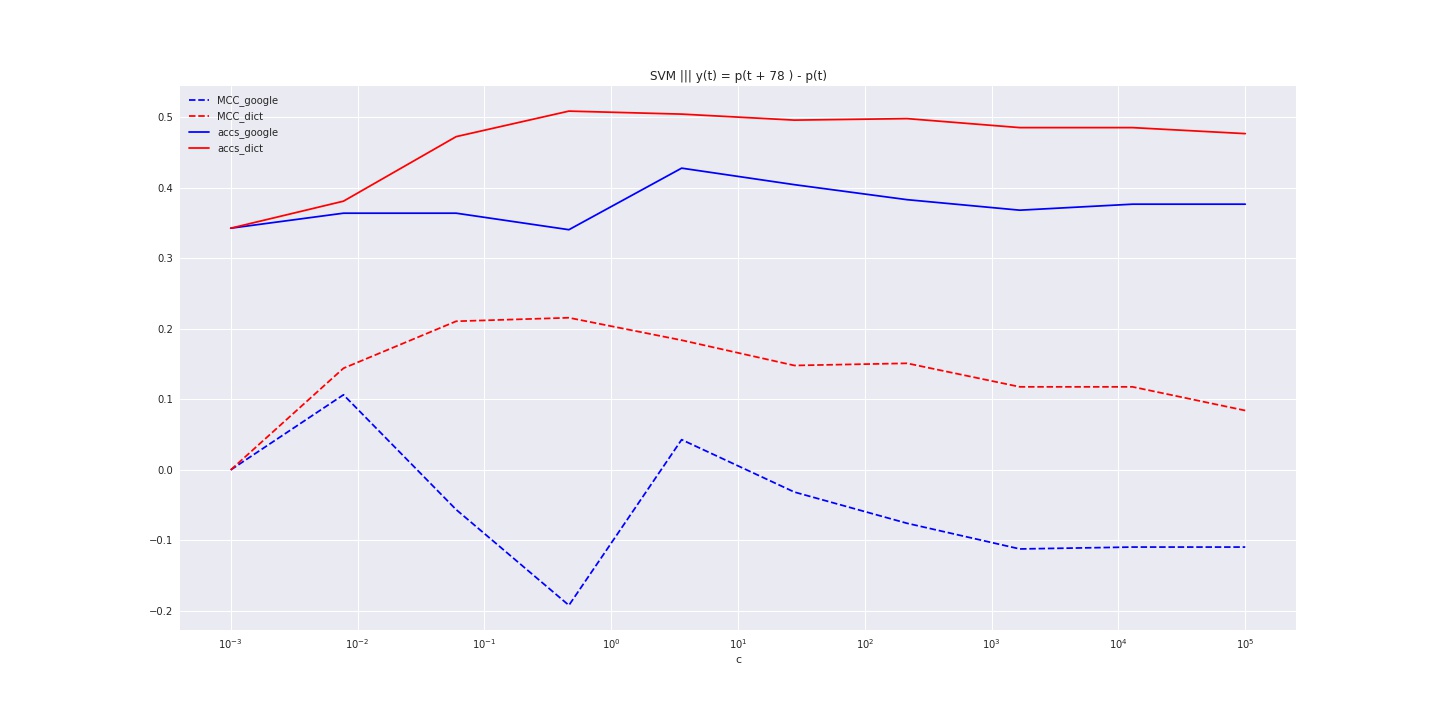 SVM ||| y(t) = p(t + 78 ) - p(t)
MCC_google
MCC_dict
accs_google
accs_dict
0.5
0.4
0.3
0.2
0.1
0.0
−0.1
−0.2
10⁻³ 10⁻² 10⁻¹ 10⁰ 10¹ 10² 10³ 10⁴ 10⁵
c